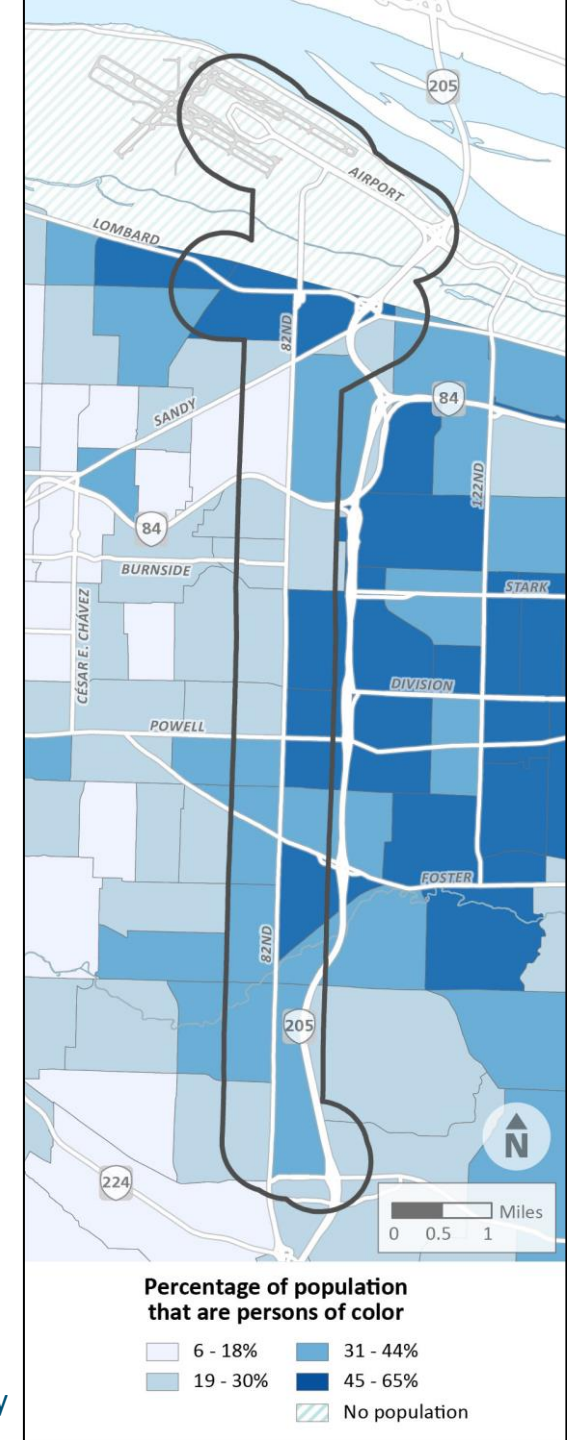 205
AIRPORT
LOMBARD
82ND
84
SANDY
122ND
84
BURNSIDE
STARK
CÉSAR E. CHÁVEZ
DIVISION
POWELL
FOSTER
82ND
205
N
224
Miles
0 0.5 1
Percentage of population
that are persons of color
6 - 18%
31 - 44%
19 - 30%
45 - 65%
No population
y